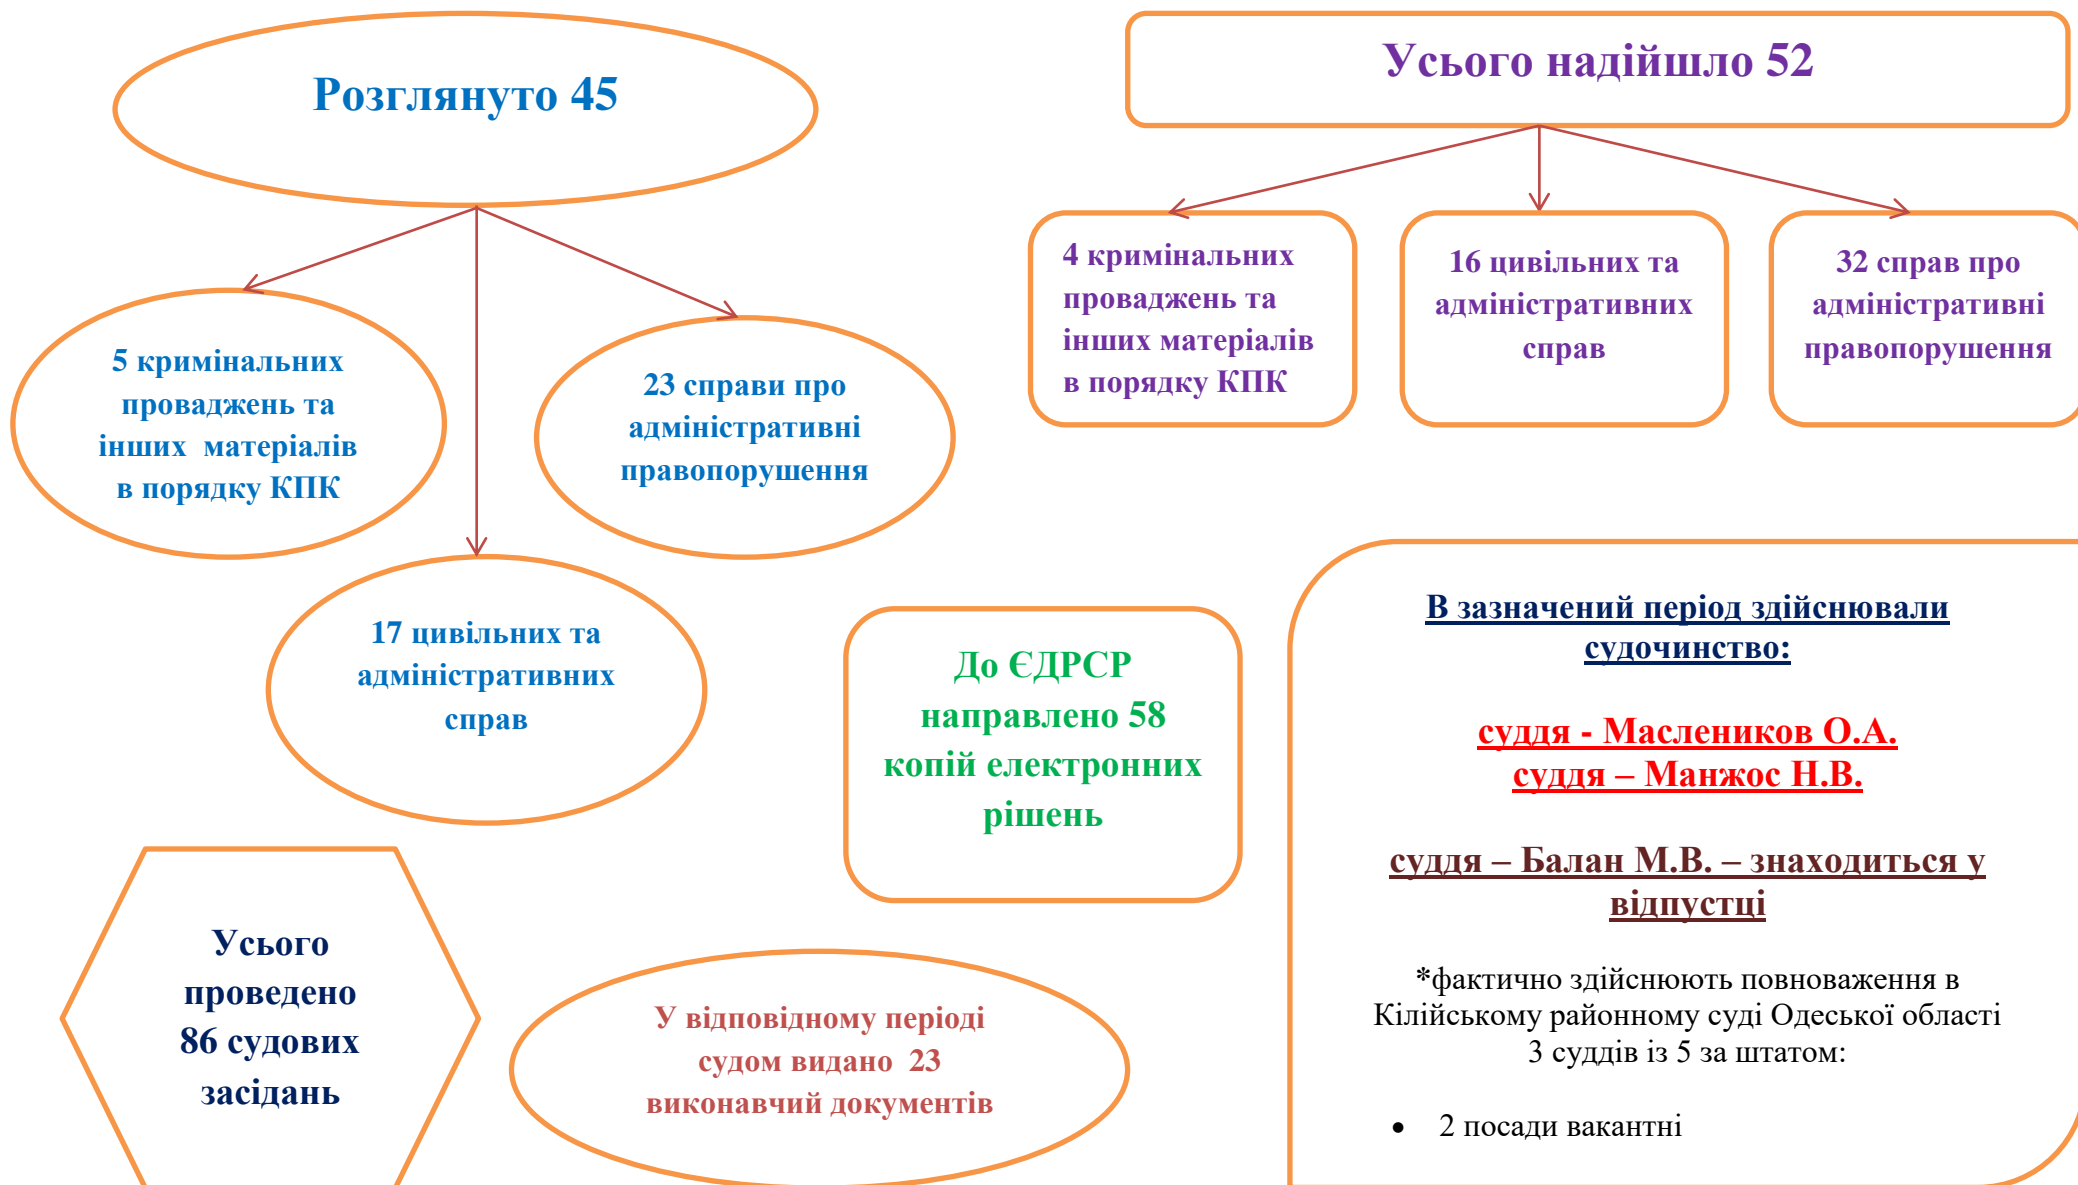 Розглянуто 45
5 кримінальних
проваджень та
інших матеріалів
в порядку КПК
23 справи про
адміністративні
правопорушення
17 цивільних та
адміністративних
справ
Усього надійшло 52
4 кримінальних
проваджень та
інших матеріалів
в порядку КПК
16 цивільних та
адміністративних
справ
32 справ про
адміністративні
правопорушення
До ЄДРСР
направлено 58
копій електронних
рішень
Усього
проведено
86 судових
засідань
У відповідному періоді
судом видано 23
виконавчий документів
В зазначений період здійснювали
судочинство:
суддя - Маслеников О.А.
суддя – Манжос Н.В.
суддя – Балан М.В. – знаходиться у
відпустці
*фактично здійснюють повноваження в
Кілійському районному суді Одеської області
3 суддів із 5 за штатом:
• 2 посади вакантні